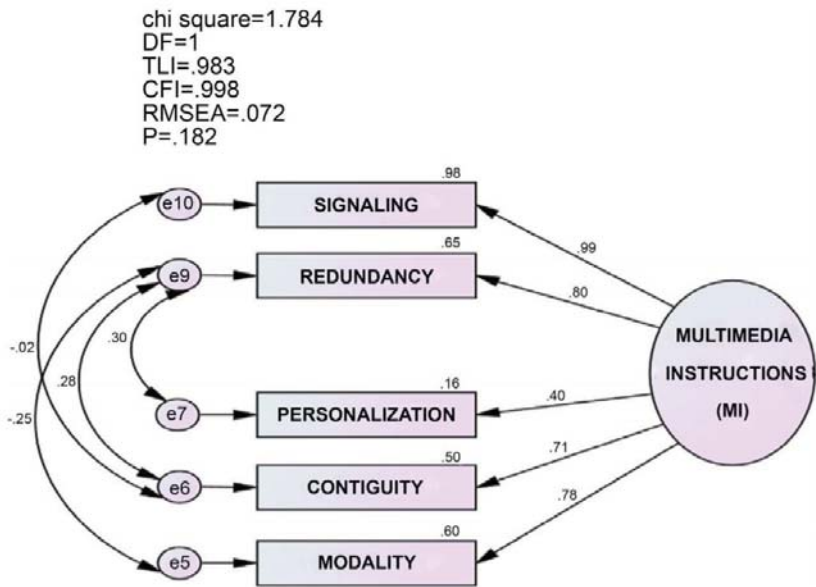 chi square=1.784
DF=1
TLI=.983
CFI=.998
RMSEA=.072
P=.182
.98
e10
SIGNALING
.99
.65
e9
REDUNDANCY
.80
MULTIMEDIA
INSTRUCTIONS
(MI)
-.02
.30
.28
-.25
.16
e7
PERSONALIZATION
.40
.50
e6
CONTIGUITY
.71
.60
e5
MODALITY
.78